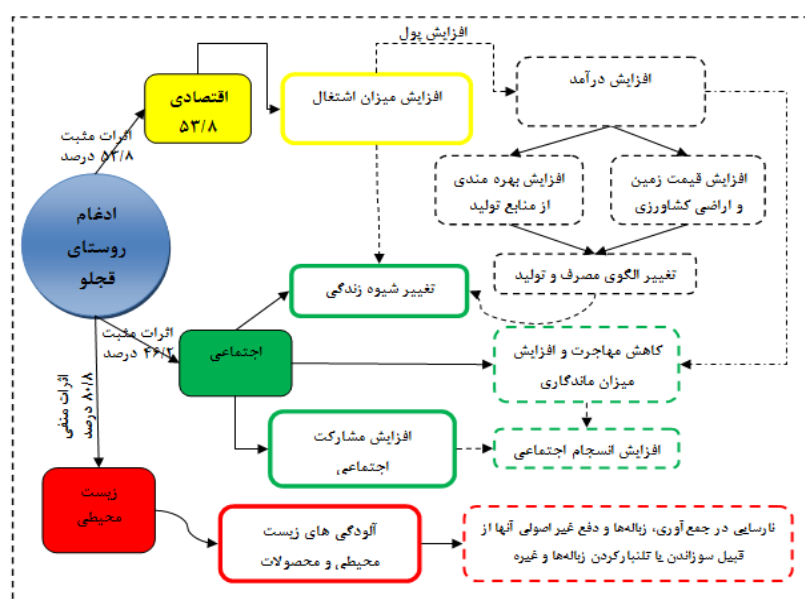 افزایش پول
اقتصادی
۵۳/۸
افزایش میزان اشتغال
افزایش درآمد
اثرات مثبت
۵۳/۸ درصد
افزایش بهره مندی
از منابع تولید
افزایش قیمت زمین
و اراضی کشاورزی
ادغام
روستای
قجلو
تغییر شیوه زندگی
تغییر الگوی مصرف و تولید
اثرات مثبت
۴۶/۲ درصد
اجتماعی
کاهش مهاجرت و افزایش
میزان ماندگاری
اثرات منفی
۸۰/۸ درصد
افزایش مشارکت
اجتماعی
افزایش انسجام اجتماعی
زیست
محیطی
آلودگی های زیست
محیطی و محصولات
نارسایی در جمع‌آوری، زباله‌ها و دفع غیر اصولی آنها از
قبیل سوزاندن یا تلنبارکردن زباله‌ها و غیره